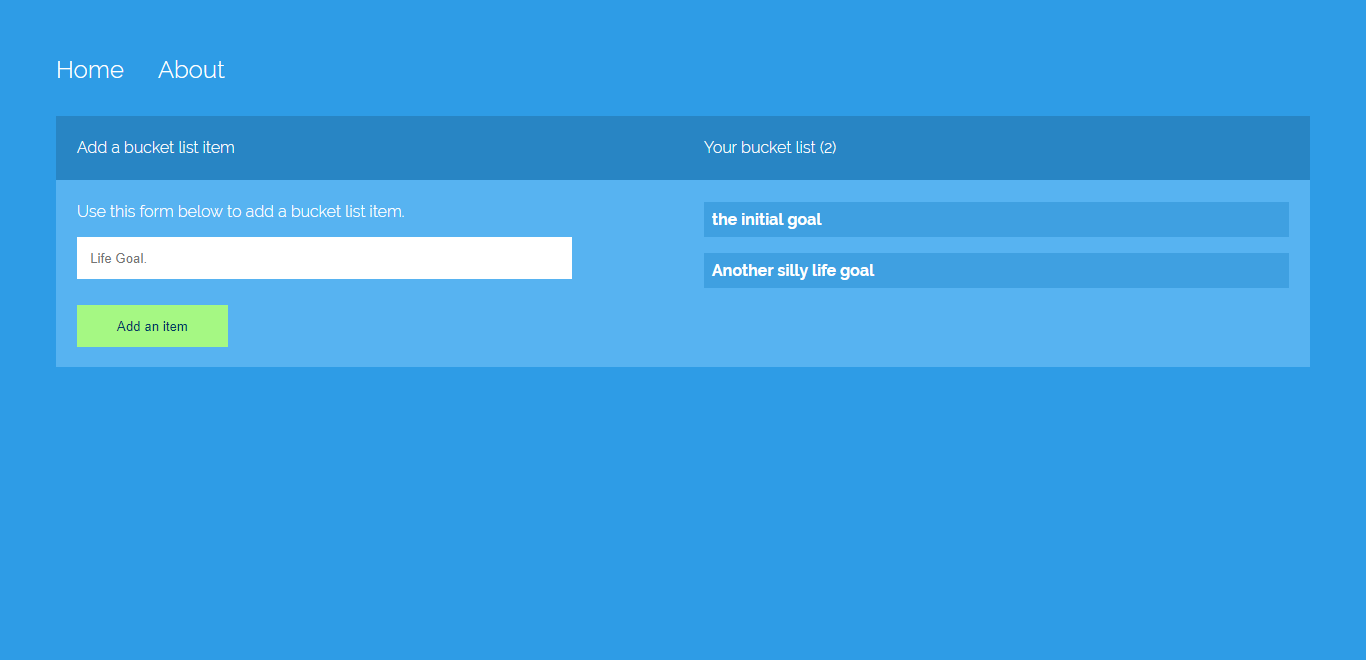 Home About
Add a bucket list item
Use this form below to add a bucket list item.
Life Goal.
Add an item
Your bucket list (2)
the initial goal
Another silly life goal